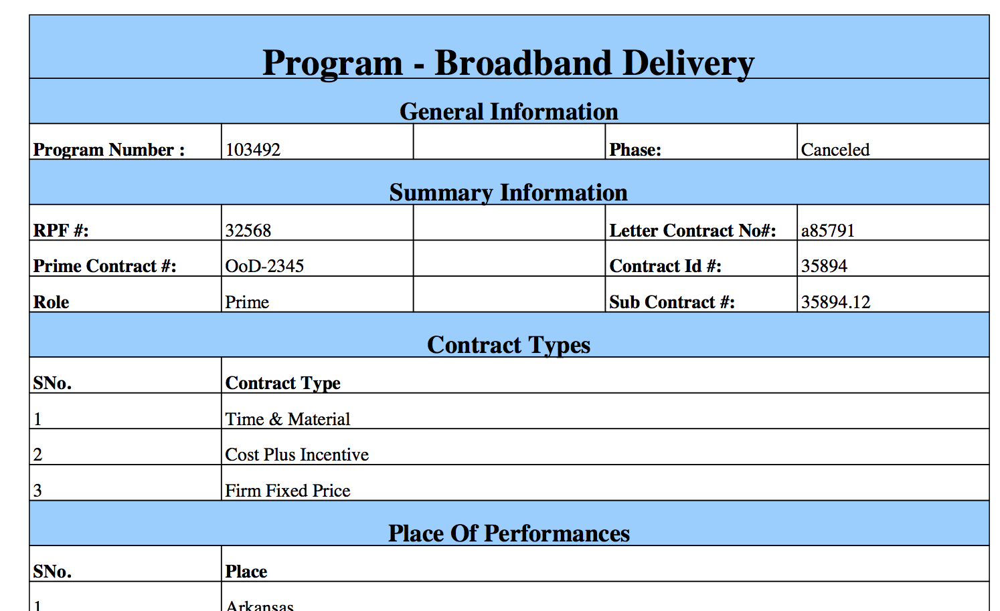 Program - Broadband Delivery
General Information
Program Number : 103492 Phase: Canceled
Summary Information
RPF #: 32568 Letter Contract No#: a85791
Prime Contract #: OoD-2345 Contract Id #: 35894
Role Prime Sub Contract #: 35894.12
Contract Types
SNo. Contract Type
1 Time & Material
2 Cost Plus Incentive
3 Firm Fixed Price
Place Of Performances
SNo. Place
1 Arkansas